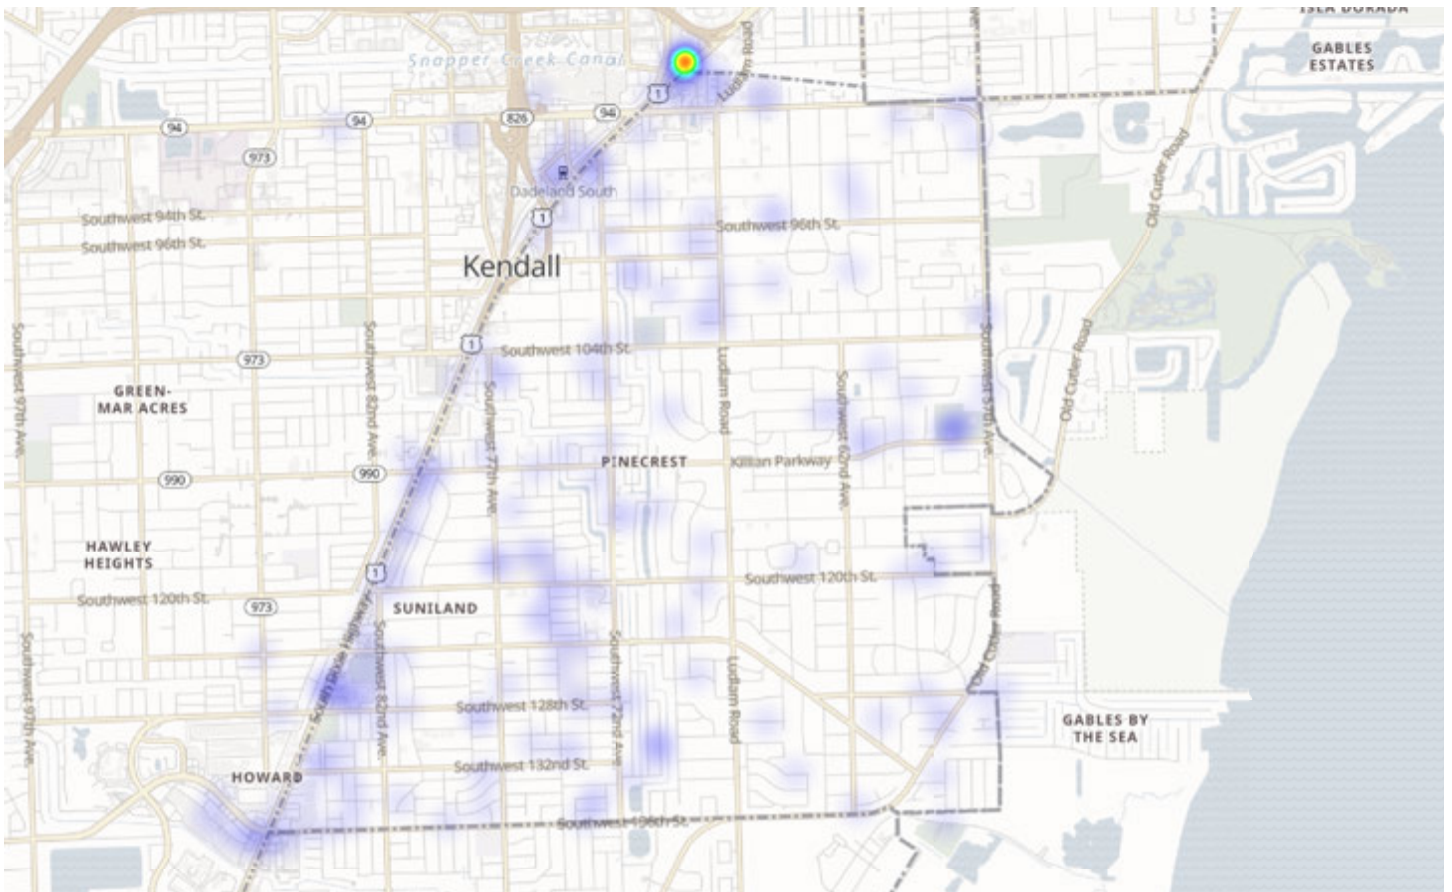 ISLA DORADA
GABLES
ESTATES
Snapper Creek Canal
Ludlam Road
1
94
94
826
94
973
Dadeland South
Old Cutler Road
Southwest 94th St.
Southwest 96th St.
1
Southwest 96th St.
Kendall
Southwest 97th Ave.
Southwest 82nd Ave.
1
Southwest 104th St.
973
Southwest 57th Ave.
Old Cutler Road
GREEN-
MAR ACRES
Southwest 77th Ave.
Ludlam Road
Southwest 62nd Ave.
PINECREST
Killian Parkway
990
990
HAWLEY
HEIGHTS
1
Southwest 120th St.
Southwest 120th St.
973
SUNILAND
Old Cutler Road
South Dixie Highway
Southwest 97th Ave.
Southwest 82nd Ave.
Southwest 72nd Ave
Ludlam Road
Southwest 128th St.
GABLES BY
THE SEA
Southwest 132nd St.
HOWARD
Southwest 136th St.